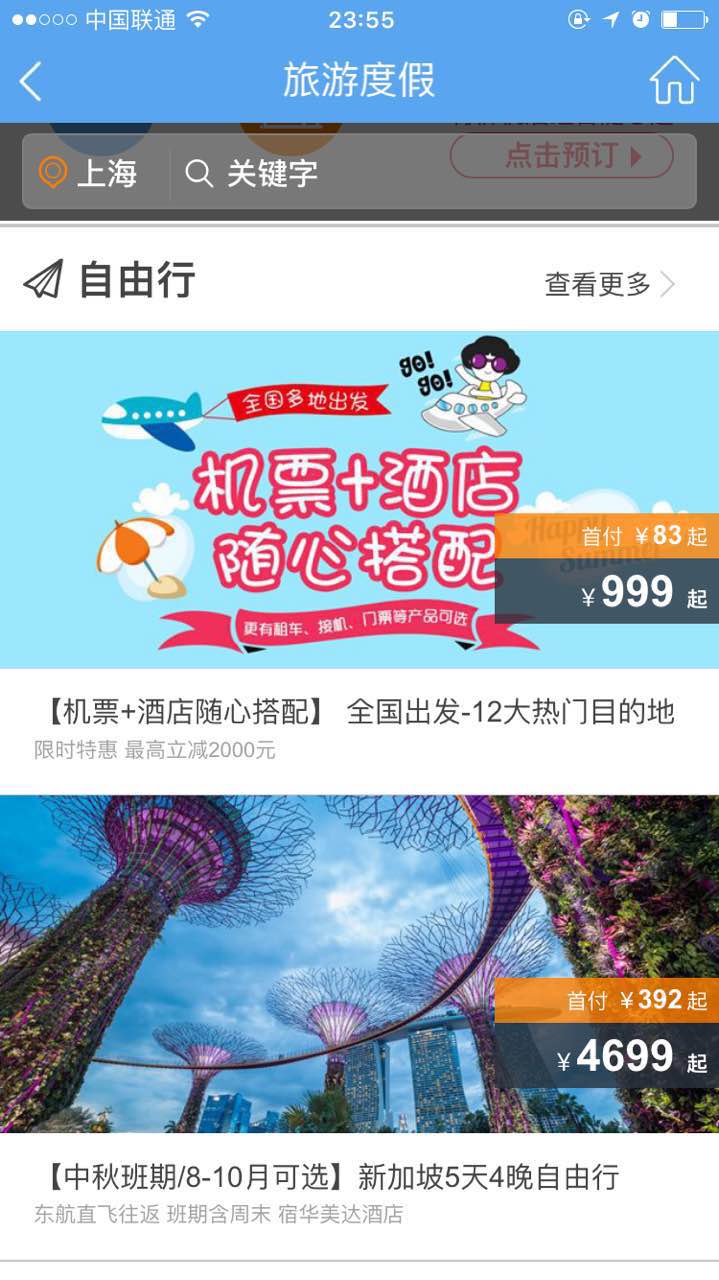 中国联通
23:55
旅游度假
点击预订
上海
关键字
自由行
查看更多
全国多地出发
go!
go!
机票+酒店
随心搭配
Happy
Summer
更有租车、接机、门票等产品可选
首付 ¥83起
¥999 起
【机票+酒店随心搭配】 全国出发-12大热门目的地
限时特惠 最高立减2000元
首付 ¥392起
¥4699 起
【中秋班期/8-10月可选】新加坡5天4晚自由行
东航直飞往返 班期含周末 宿华美达酒店